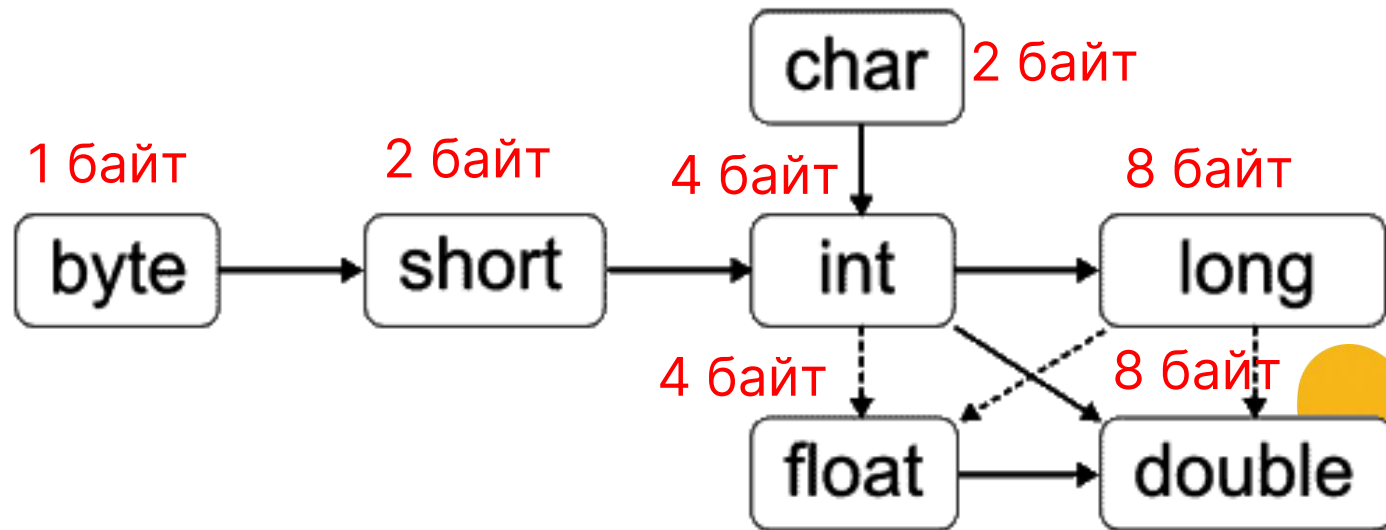 char
2 байт
1 байт
2 байт
4 байт
8 байт
byte
short
int
long
4 байт
8 байт
float
double